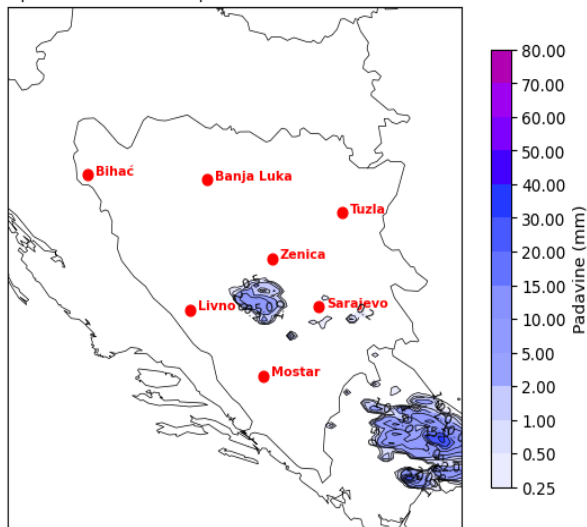 Bihać
Banja Luka
Tuzla
Zenica
Livno
Sarajevo
Mostar
80.00
70.00
60.00
50.00
40.00
30.00
20.00
15.00
10.00
5.00
2.00
1.00
0.50
0.25
Padavine (mm)